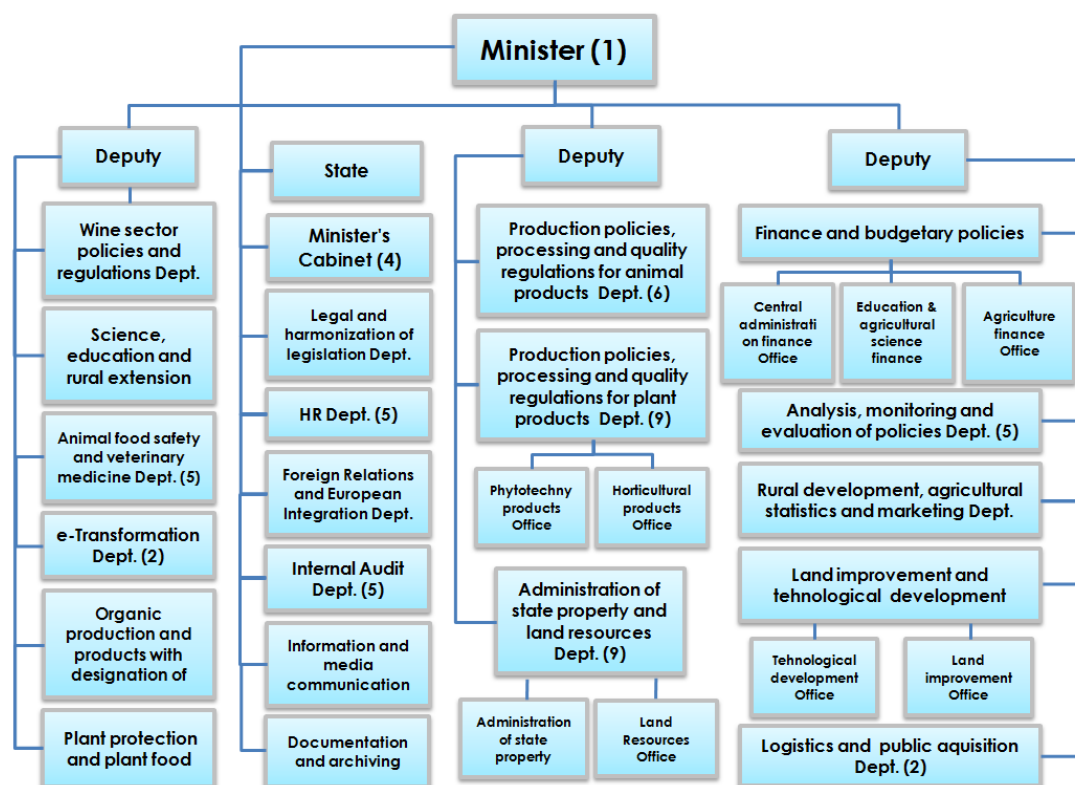 Minister (1)
Deputy
Wine sector
policies and
regulations Dept.
Science,
education and
rural extension
Animal food safety
and veterinary
medicine Dept. (5)
e-Transformation
Dept. (2)
Organic
production and
products with
designation of
Plant protection
and plant food
State
Minister's
Cabinet (4)
Legal and
harmonization of
legislation Dept.
HR Dept. (5)
Foreign Relations
and European
Integration Dept.
Internal Audit
Dept. (5)
Information and
media
communication
Documentation
and archiving
Deputy
Production policies,
processing and quality
regulations for animal
products Dept. (6)
Production policies,
processing and quality
regulations for plant
products Dept. (9)
Phytotechny
products
Office
Horticultural
products
Office
Administration of
state property and
land resources
Dept. (9)
Administration
of state
property
Land
Resources
Office
Deputy
Finance and budgetary policies
Central
administrati
on finance
Office
Education &
agricultural
science
finance
Agriculture
finance
Office
Analysis, monitoring and
evaluation of policies Dept. (5)
Rural development, agricultural
statistics and marketing Dept.
Land improvement and
tehnological development
Tehnological
development
Office
Land
improvement
Office
Logistics and public aquisition
Dept. (2)